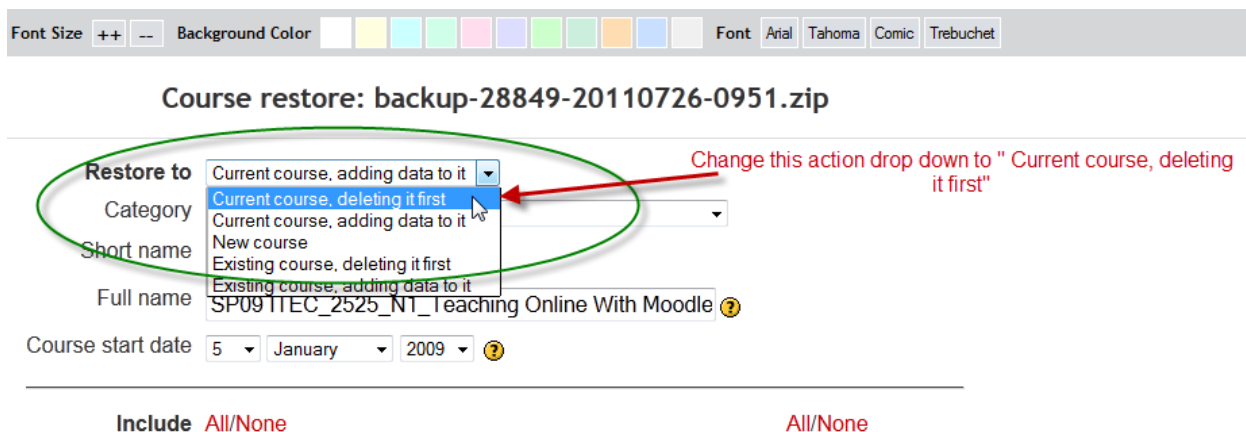 Font Size ++ -- Background Color Font Arial Tahoma Comic Trebuchet
Course restore: backup-28849-20110726-0951.zip
Restore to Current course, adding data to it
Change this action drop down to " Current course, deleting
it first"
Current course, deleting it first
Category
Current course, adding data to it
New course
Short name
Existing course, deleting it first
Existing course, adding data to it
Full name SP09TTEC_2525_N1_Teaching Online With Moodle ?
Course start date 5 January 2009 ?
Include All/None All/None